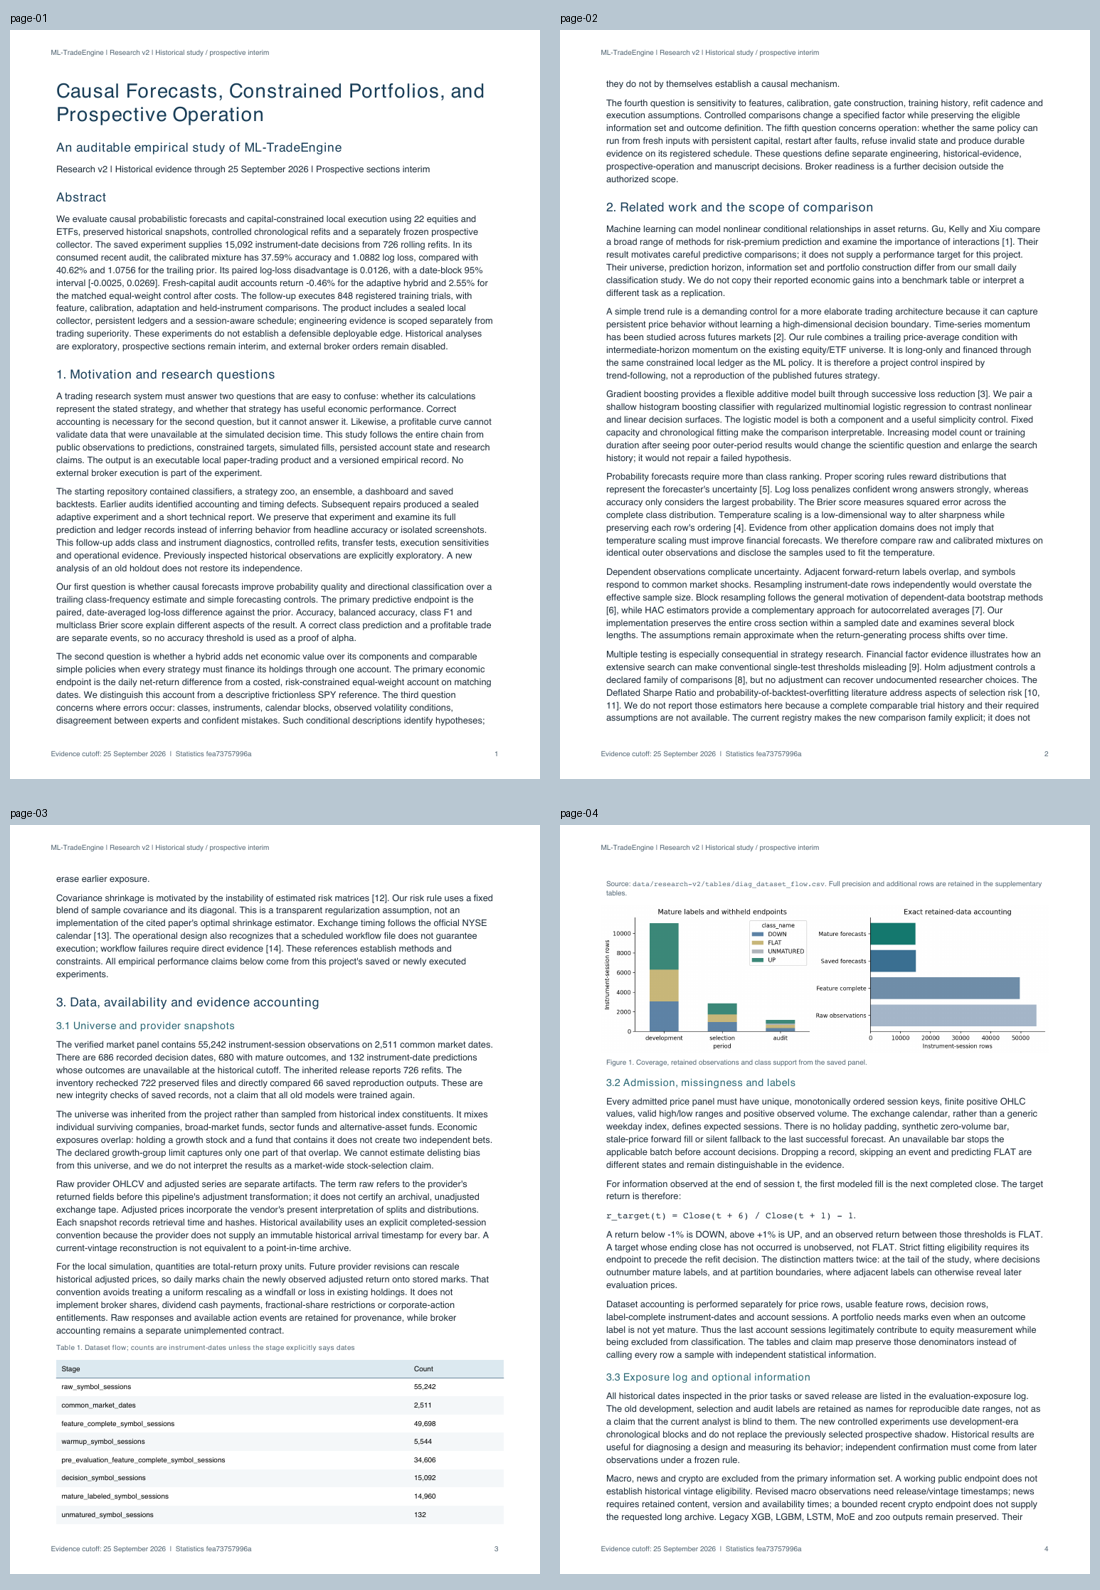 page-01
ML-TradeEngine | Research v2 | Historical study / prospective interim
Causal Forecasts, Constrained Portfolios, and
Prospective Operation
An auditable empirical study of ML-TradeEngine
Research v2 | Historical evidence through 25 September 2026 | Prospective sections interim
Abstract
We evaluate causal probabilistic forecasts and capital-constrained local execution using 22 equities and
ETFs, preserved historical snapshots, controlled chronological refits and a separately frozen prospective
collector. The saved experiment supplies 15,092 instrument-date decisions from 726 rolling refits. In its
consumed recent audit, the calibrated mixture has 37.59% accuracy and 1.0882 log loss, compared with
40.62% and 1.0756 for the trailing prior. Its paired log-loss disadvantage is 0.0126, with a date-block 95%
interval [-0.0025, 0.0269]. Fresh-capital audit accounts return -0.46% for the adaptive hybrid and 2.55% for
the matched equal-weight control after costs. The follow-up executes 848 registered training trials, with
feature, calibration, adaptation and held-instrument comparisons. The product includes a sealed local
collector, persistent ledgers and a session-aware schedule; engineering evidence is scoped separately from
trading superiority. These experiments do not establish a defensible deployable edge. Historical analyses
are exploratory, prospective sections remain interim, and external broker orders remain disabled.
1. Motivation and research questions
A trading research system must answer two questions that are easy to confuse: whether its calculations
represent the stated strategy, and whether that strategy has useful economic performance. Correct
accounting is necessary for the second question, but it cannot answer it. Likewise, a profitable curve cannot
validate data that were unavailable at the simulated decision time. This study follows the entire chain from
public observations to predictions, constrained targets, simulated fills, persisted account state and research
claims. The output is an executable local paper-trading product and a versioned empirical record. No
external broker execution is part of the experiment.
The starting repository contained classifiers, a strategy zoo, an ensemble, a dashboard and saved
backtests. Earlier audits identified accounting and timing defects. Subsequent repairs produced a sealed
adaptive experiment and a short technical report. We preserve that experiment and examine its full
prediction and ledger records instead of inferring behavior from headline accuracy or isolated screenshots.
This follow-up adds class and instrument diagnostics, controlled refits, transfer tests, execution sensitivities
and operational evidence. Previously inspected historical observations are explicitly exploratory. A new
analysis of an old holdout does not restore its independence.
Our first question is whether causal forecasts improve probability quality and directional classification over a
trailing class-frequency estimate and simple forecasting controls. The primary predictive endpoint is the
paired, date-averaged log-loss difference against the prior. Accuracy, balanced accuracy, class F1 and
multiclass Brier score explain different aspects of the result. A correct class prediction and a profitable trade
are separate events, so no accuracy threshold is used as a proof of alpha.
The second question is whether a hybrid adds net economic value over its components and comparable
simple policies when every strategy must finance its holdings through one account. The primary economic
endpoint is the daily net-return difference from a costed, risk-constrained equal-weight account on matching
dates. We distinguish this account from a descriptive frictionless SPY reference. The third question
concerns where errors occur: classes, instruments, calendar blocks, observed volatility conditions,
disagreement between experts and confident mistakes. Such conditional descriptions identify hypotheses;
Evidence cutoff: 25 September 2026 | Statistics fea73757996a
1
page-02
ML-TradeEngine | Research v2 | Historical study / prospective interim
they do not by themselves establish a causal mechanism.
The fourth question is sensitivity to features, calibration, gate construction, training history, refit cadence and
execution assumptions. Controlled comparisons change a specified factor while preserving the eligible
information set and outcome definition. The fifth question concerns operation: whether the same policy can
run from fresh inputs with persistent capital, restart after faults, refuse invalid state and produce durable
evidence on its registered schedule. These questions define separate engineering, historical-evidence,
prospective-operation and manuscript decisions. Broker readiness is a further decision outside the
authorized scope.
2. Related work and the scope of comparison
Machine learning can model nonlinear conditional relationships in asset returns. Gu, Kelly and Xiu compare
a broad range of methods for risk-premium prediction and examine the importance of interactions [1]. Their
result motivates careful predictive comparisons; it does not supply a performance target for this project.
Their universe, prediction horizon, information set and portfolio construction differ from our small daily
classification study. We do not copy their reported economic gains into a benchmark table or interpret a
different task as a replication.
A simple trend rule is a demanding control for a more elaborate trading architecture because it can capture
persistent price behavior without learning a high-dimensional decision boundary. Time-series momentum
has been studied across futures markets [2]. Our rule combines a trailing price-average condition with
intermediate-horizon momentum on the existing equity/ETF universe. It is long-only and financed through
the same constrained local ledger as the ML policy. It is therefore a project control inspired by
trend-following, not a reproduction of the published futures strategy.
Gradient boosting provides a flexible additive model built through successive loss reduction [3]. We pair a
shallow histogram boosting classifier with regularized multinomial logistic regression to contrast nonlinear
and linear decision surfaces. The logistic model is both a component and a useful simplicity control. Fixed
capacity and chronological fitting make the comparison interpretable. Increasing model count or training
duration after seeing poor outer-period results would change the scientific question and enlarge the search
history; it would not repair a failed hypothesis.
Probability forecasts require more than class ranking. Proper scoring rules reward distributions that
represent the forecaster's uncertainty [5]. Log loss penalizes confident wrong answers strongly, whereas
accuracy only considers the largest probability. The Brier score measures squared error across the
complete class distribution. Temperature scaling is a low-dimensional way to alter sharpness while
preserving each row's ordering [4]. Evidence from other application domains does not imply that
temperature scaling must improve financial forecasts. We therefore compare raw and calibrated mixtures on
identical outer observations and disclose the samples used to fit the temperature.
Dependent observations complicate uncertainty. Adjacent forward-return labels overlap, and symbols
respond to common market shocks. Resampling instrument-date rows independently would overstate the
effective sample size. Block resampling follows the general motivation of dependent-data bootstrap methods
[6], while HAC estimators provide a complementary approach for autocorrelated averages [7]. Our
implementation preserves the entire cross section within a sampled date and examines several block
lengths. The assumptions remain approximate when the return-generating process shifts over time.
Multiple testing is especially consequential in strategy research. Financial factor evidence illustrates how an
extensive search can make conventional single-test thresholds misleading [9]. Holm adjustment controls a
declared family of comparisons [8], but no adjustment can recover undocumented researcher choices. The
Deflated Sharpe Ratio and probability-of-backtest-overfitting literature address aspects of selection risk [10,
11]. We do not report those estimators here because a complete comparable trial history and their required
assumptions are not available. The current registry makes the new comparison family explicit; it does not
Evidence cutoff: 25 September 2026 | Statistics fea73757996a
2
page-03
ML-TradeEngine | Research v2 | Historical study / prospective interim
erase earlier exposure.
Covariance shrinkage is motivated by the instability of estimated risk matrices [12]. Our risk rule uses a fixed
blend of sample covariance and its diagonal. This is a transparent regularization assumption, not an
implementation of the cited paper's optimal shrinkage estimator. Exchange timing follows the official NYSE
calendar [13]. The operational design also recognizes that a scheduled workflow file does not guarantee
execution; workflow failures require direct evidence [14]. These references establish methods and
constraints. All empirical performance claims below come from this project's saved or newly executed
experiments.
3. Data, availability and evidence accounting
3.1 Universe and provider snapshots
The verified market panel contains 55,242 instrument-session observations on 2,511 common market dates.
There are 686 recorded decision dates, 680 with mature outcomes, and 132 instrument-date predictions
whose outcomes are unavailable at the historical cutoff. The inherited release reports 726 refits. The
inventory rechecked 722 preserved files and directly compared 66 saved reproduction outputs. These are
new integrity checks of saved records, not a claim that all old models were trained again.
The universe was inherited from the project rather than sampled from historical index constituents. It mixes
individual surviving companies, broad-market funds, sector funds and alternative-asset funds. Economic
exposures overlap: holding a growth stock and a fund that contains it does not create two independent bets.
The declared growth-group limit captures only one part of that overlap. We cannot estimate delisting bias
from this universe, and we do not interpret the results as a market-wide stock-selection claim.
Raw provider OHLCV and adjusted series are separate artifacts. The term raw refers to the provider's
returned fields before this pipeline's adjustment transformation; it does not certify an archival, unadjusted
exchange tape. Adjusted prices incorporate the vendor's present interpretation of splits and distributions.
Each snapshot records retrieval time and hashes. Historical availability uses an explicit completed-session
convention because the provider does not supply an immutable historical arrival timestamp for every bar. A
current-vintage reconstruction is not equivalent to a point-in-time archive.
For the local simulation, quantities are total-return proxy units. Future provider revisions can rescale
historical adjusted prices, so daily marks chain the newly observed adjusted return onto stored marks. That
convention avoids treating a uniform rescaling as a windfall or loss in existing holdings. It does not
implement broker shares, dividend cash payments, fractional-share restrictions or corporate-action
entitlements. Raw responses and available action events are retained for provenance, while broker
accounting remains a separate unimplemented contract.
Table 1. Dataset flow; counts are instrument-dates unless the stage explicitly says dates
Stage Count
raw_symbol_sessions 55,242
common_market_dates 2,511
feature_complete_symbol_sessions 49,698
warmup_symbol_sessions 5,544
pre_evaluation_feature_complete_symbol_sessions 34,606
decision_symbol_sessions 15,092
mature_labeled_symbol_sessions 14,960
unmatured_symbol_sessions 132
Evidence cutoff: 25 September 2026 | Statistics fea73757996a
3
page-04
ML-TradeEngine | Research v2 | Historical study / prospective interim
Source: data/research-v2/tables/diag_dataset_flow.csv. Full precision and additional rows are retained in the supplementary
tables.
Mature labels and withheld endpoints
Instrument-session rows
10000
8000
6000
4000
2000
0
class_name
DOWN
FLAT
UNMATURED
UP
development
selection
period
audit
Exact retained-data accounting
Mature forecasts
Saved forecasts
Feature complete
Raw observations
0 10000 20000 30000 40000 50000
Instrument-session rows
Figure 1. Coverage, retained observations and class support from the saved panel.
3.2 Admission, missingness and labels
Every admitted price panel must have unique, monotonically ordered session keys, finite positive OHLC
values, valid high/low ranges and positive observed volume. The exchange calendar, rather than a generic
weekday index, defines expected sessions. There is no holiday padding, synthetic zero-volume bar,
stale-price forward fill or silent fallback to the last successful forecast. An unavailable bar stops the
applicable batch before account decisions. Dropping a record, skipping an event and predicting FLAT are
different states and remain distinguishable in the evidence.
For information observed at the end of session t, the first modeled fill is the next completed close. The target
return is therefore:
r_target(t) = Close(t + 6) / Close(t + 1) - 1.
A return below -1% is DOWN, above +1% is UP, and an observed return between those thresholds is FLAT.
A target whose ending close has not occurred is unobserved, not FLAT. Strict fitting eligibility requires its
endpoint to precede the refit decision. The distinction matters twice: at the tail of the study, where decisions
outnumber mature labels, and at partition boundaries, where adjacent labels can otherwise reveal later
evaluation prices.
Dataset accounting is performed separately for price rows, usable feature rows, decision rows,
label-complete instrument-dates and account sessions. A portfolio needs marks even when an outcome
label is not yet mature. Thus the last account sessions legitimately contribute to equity measurement while
being excluded from classification. The tables and claim map preserve those denominators instead of
calling every row a sample with independent statistical information.
3.3 Exposure log and optional information
All historical dates inspected in the prior tasks or saved release are listed in the evaluation-exposure log.
The old development, selection and audit labels are retained as names for reproducible date ranges, not as
a claim that the current analyst is blind to them. The new controlled experiments use development-era
chronological blocks and do not replace the previously selected prospective shadow. Historical results are
useful for diagnosing a design and measuring its behavior; independent confirmation must come from later
observations under a frozen rule.
Macro, news and crypto are excluded from the primary information set. A working public endpoint does not
establish historical vintage eligibility. Revised macro observations need release/vintage timestamps; news
requires retained content, version and availability times; a bounded recent crypto endpoint does not supply
the requested long archive. Legacy XGB, LGBM, LSTM, MoE and zoo outputs remain preserved. Their
Evidence cutoff: 25 September 2026 | Statistics fea73757996a
4